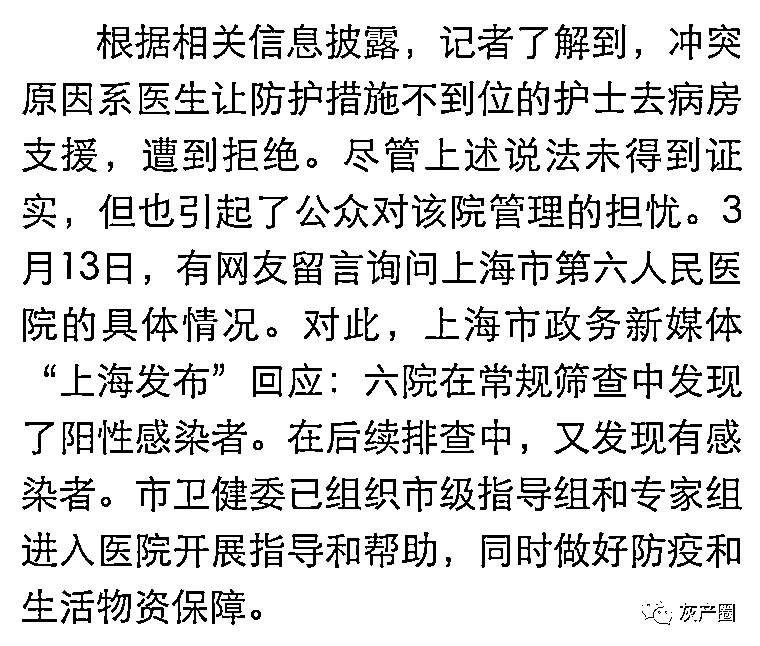 根据相关信息披露，记者了解到，冲突
原因系医生让防护措施不到位的护士去病房
支援，遭到拒绝。尽管上述说法未得到证
实，但也引起了公众对该院管理的担忧。3
月13日，有网友留言询问上海市第六人民医
院的具体情况。对此，上海市政务新媒体
“上海发布”回应：六院在常规筛查中发现
了阳性感染者。在后续排查中，又发现有感
染者。市卫健委已组织市级指导组和专家组
进入医院开展指导和帮助，同时做好防疫和
生活物资保障。
灰产圈